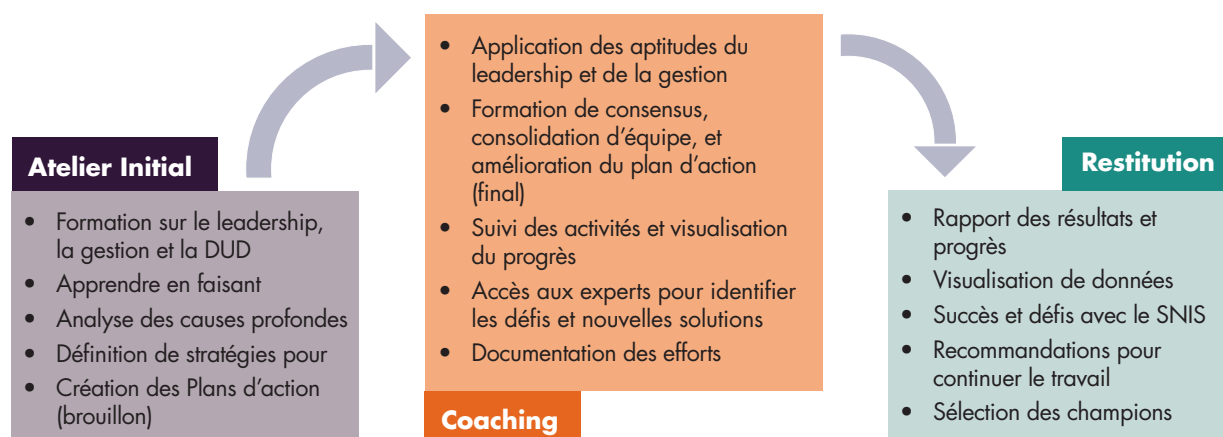 Atelier Initial
• Formation sur le leadership,
la gestion et la DUD
• Apprendre en faisant
• Analyse des causes profondes
• Définition de stratégies pour
• Création des Plans d'action
(brouillon)
• Application des aptitudes du
leadership et de la gestion
• Formation de consensus,
consolidation d'équipe, et
amélioration du plan d'action
(final)
• Suivi des activités et visualisation
du progrès
• Accès aux experts pour identifier
les défis et nouvelles solutions
• Documentation des efforts
Coaching
Restitution
• Rapport des résultats et
progrès
• Visualisation de données
• Succès et défis avec le SNIS
• Recommandations pour
continuer le travail
• Sélection des champions